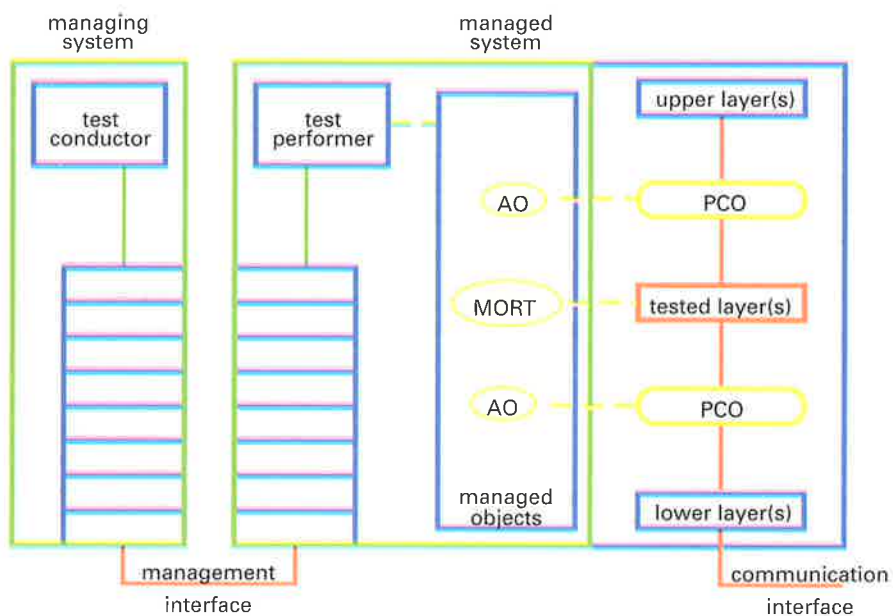 managing
system
managed
system
test
conductor
test
performer
upper layer(s)
AO
PCO
MORT
tested layer(s)
AO
PCO
managed
objects
lower layer(s)
management
interface
communication
interface